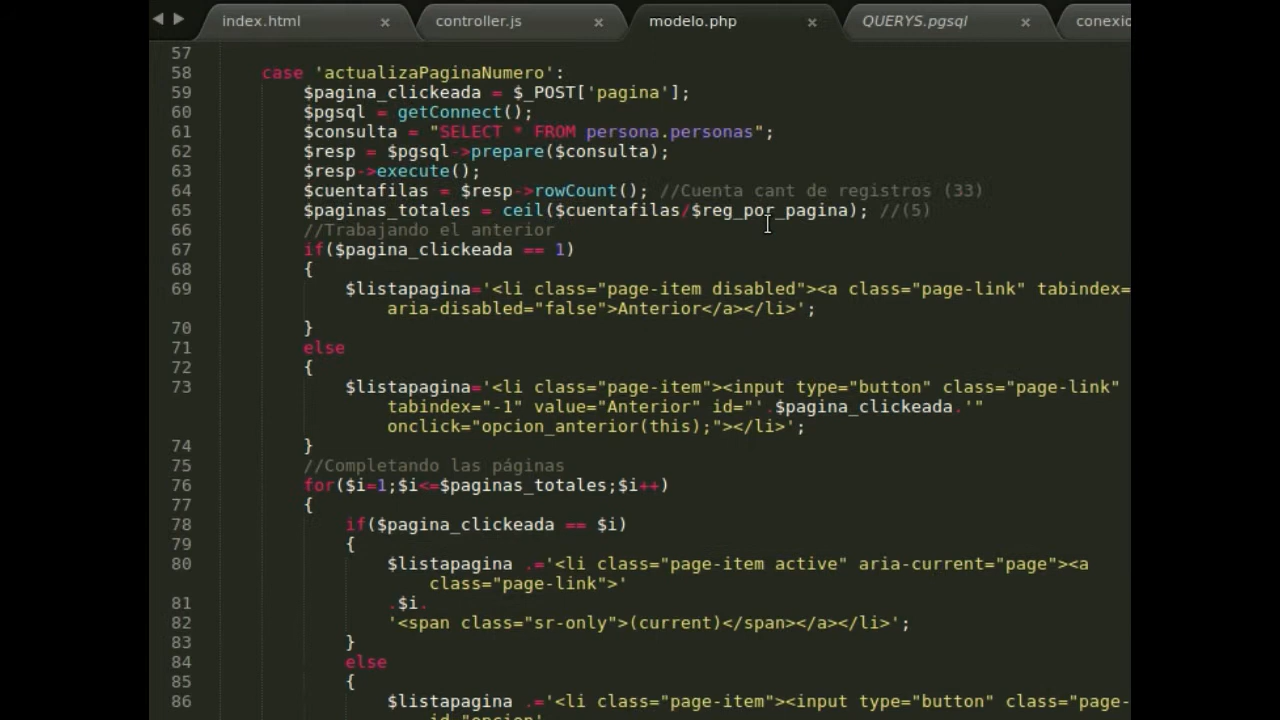 index.html × controller.js × modelo.php × QUERYS.pgsql × conexio
57
58 case 'actualizaPaginaNumero':
59 $pagina_clickeada = $_POST['pagina'];
60 $pgsql = getConnect();
61 $consulta = "SELECT * FROM persona.personas";
62 $resp = $pgsql->prepare($consulta);
63 $resp->execute();
64 $cuentafilas = $resp->rowCount(); //Cuenta cant de registros (33)
65 $paginas_totales = ceil($cuentafilas/$reg_por_pagina); //(5)
66 //Trabajando el anterior
67 if($pagina_clickeada == 1)
68 {
69 $listapagina='<li class="page-item disabled"><a class="page-link" tabindex=
aria-disabled="false">Anterior</a></li>';
70 }
71 else
72 {
73 $listapagina='<li class="page-item"><input type="button" class="page-link"
tabindex="-1" value="Anterior" id="'.$pagina_clickeada.'"
onclick="opcion_anterior(this);"></li>';
74 }
75 //Completando las páginas
76 for($i=1;$i<=$paginas_totales;$i++)
77 {
78 if($pagina_clickeada == $i)
79 {
80 $listapagina .='<li class="page-item active" aria-current="page"><a
class="page-link">'
81 .$i.
82 '<span class="sr-only">(current)</span></a></li>';
83 }
84 else
85 {
86 $listapagina .='<li class="page-item"><input type="button" class="page-